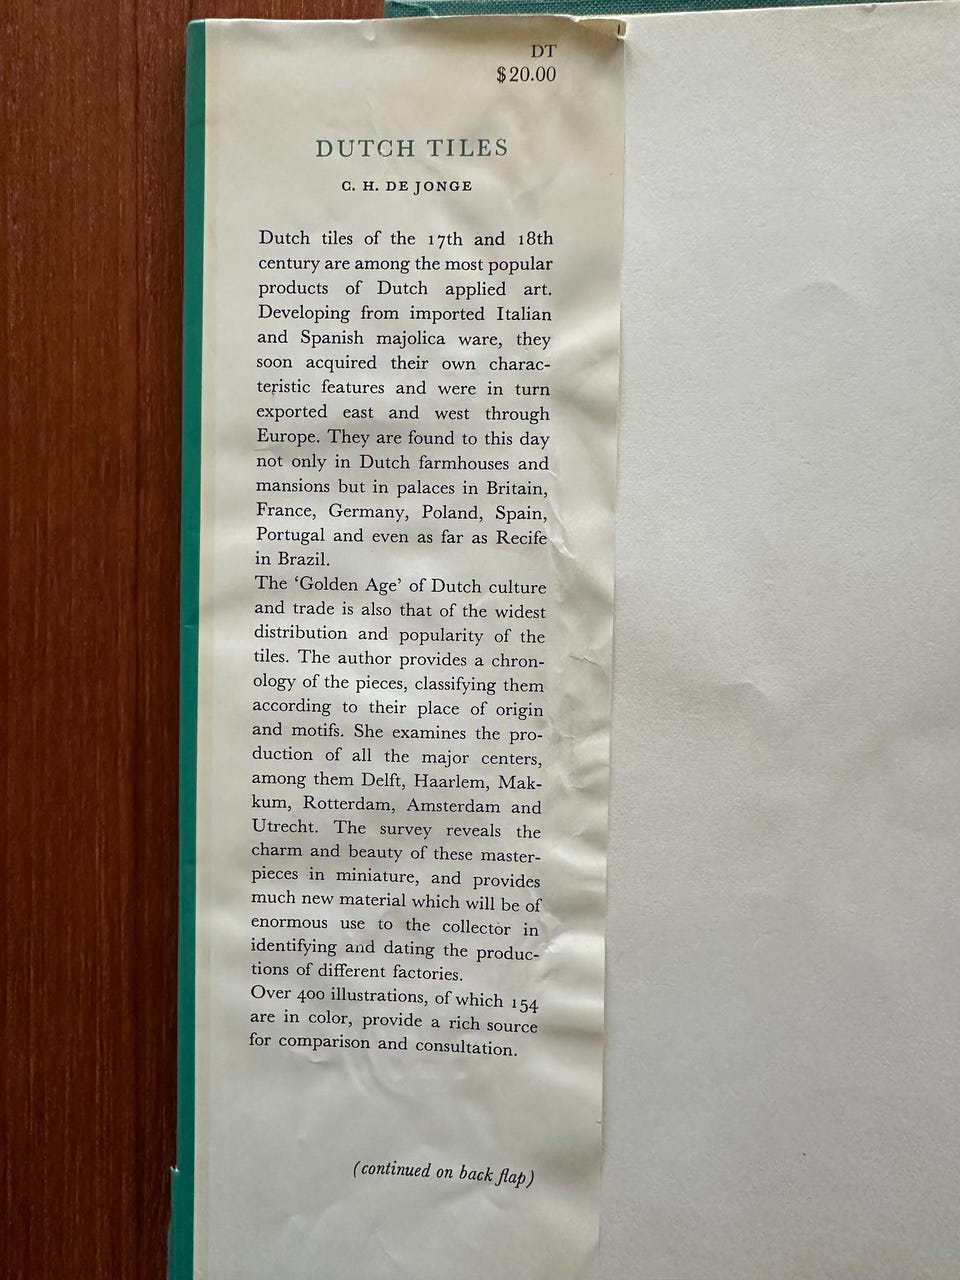 DT
$20.00
DUTCH TILES
C. H. DE JONGE
Dutch tiles of the 17th and 18th
century are among the most popular
products of Dutch applied art.
Developing from imported Italian
and Spanish majolica ware, they
soon acquired their own charac-
teristic features and were in turn
exported east and west through
Europe. They are found to this day
not only in Dutch farmhouses and
mansions but in palaces in Britain,
France, Germany, Poland, Spain,
Portugal and even as far as Recife
in Brazil.
The ‘Golden Age’ of Dutch culture
and trade is also that of the widest
distribution and popularity of the
tiles. The author provides a chron-
ology of the pieces, classifying them
according to their place of origin
and motifs. She examines the pro-
duction of all the major centers,
among them Delft, Haarlem, Mak-
kum, Rotterdam, Amsterdam and
Utrecht. The survey reveals the
charm and beauty of these master-
pieces in miniature, and provides
much new material which will be of
enormous use to the collector in
identifying and dating the produc-
tions of different factories.
Over 400 illustrations, of which 154
are in color, provide a rich source
for comparison and consultation.
(continued on back flap)